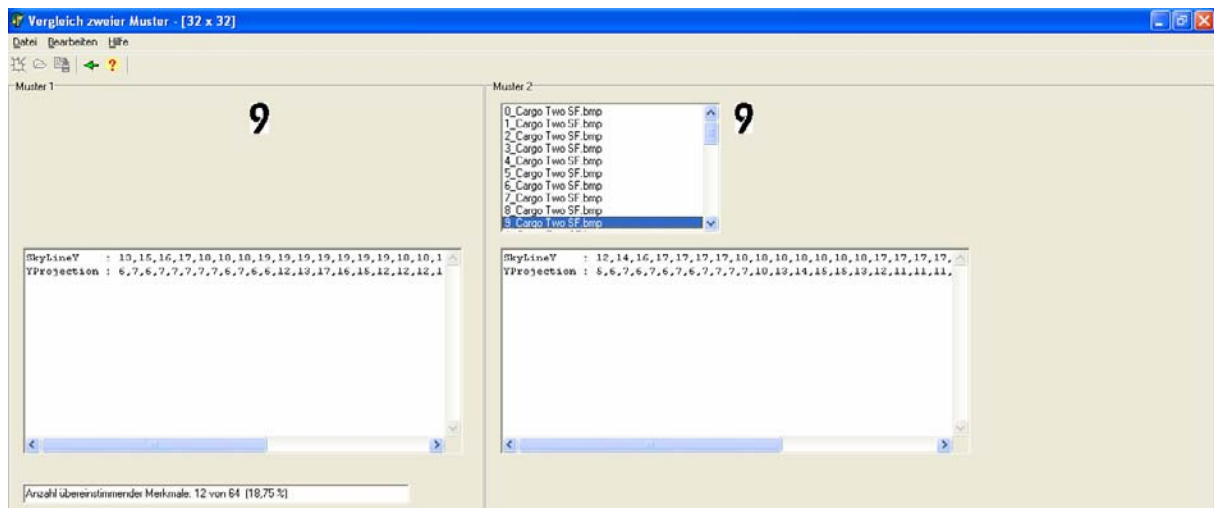 Vergleich zweier Muster - [32 x 32]
Datei Bearbeiten Hilfe
?
Muster 1
9
SkyLineY : 13,15,16,17,18,18,18,19,19,19,19,19,19,19,18,18,1
YProjection : 6,7,6,7,7,7,7,7,6,7,6,6,12,13,17,16,15,12,12,12,1
Anzahl übereinstimmender Merkmale: 12 von 64 (18,75 %)
Muster 2
0_Cargo Two SF.bmp
1_Cargo Two SF.bmp
2_Cargo Two SF.bmp
3_Cargo Two SF.bmp
4_Cargo Two SF.bmp
5_Cargo Two SF.bmp
6_Cargo Two SF.bmp
7_Cargo Two SF.bmp
8_Cargo Two SF.bmp
9_Cargo Two SF.bmp
9
SkyLineY : 12,14,16,17,17,17,17,18,18,18,18,18,18,18,17,17,17,17,
YProjection : 5,6,7,6,7,6,7,6,7,7,7,7,10,13,14,15,15,13,12,11,11,11,